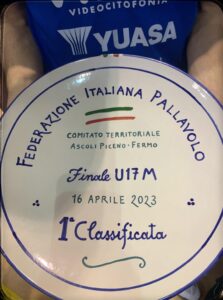 VIDEOCITOFONIA
YUASA
FEDERAZIONE ITALIANA PALLAVOLO
COMITATO TERRITORIALE
ASCOLI PICENO - FERMO
Finale U17 M
16 APRILE 2023
1ª Classificata